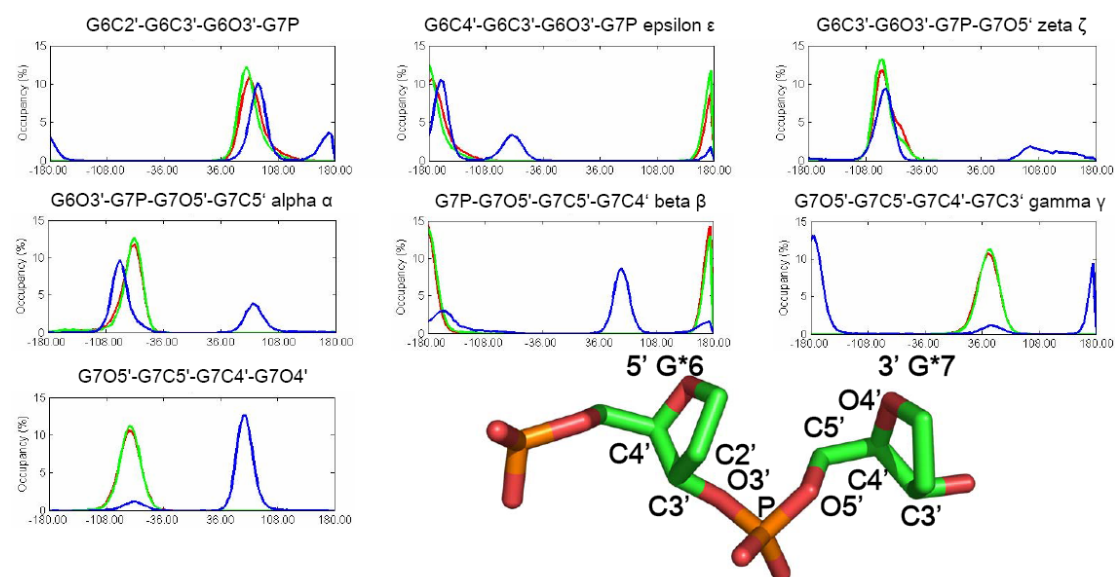 G6C2'-G6C3'-G6O3'-G7P
G6C4'-G6C3'-G6O3'-G7P epsilon ε
G6C3'-G6O3'-G7P-G7O5‘ zeta ζ
Occupancy (%)
15
10
5
0
-180.00 -108.00 -36.00 36.00 108.00 180.00
Occupancy (%)
15
10
5
0
-180.00 -108.00 -36.00 36.00 108.00 180.00
Occupancy (%)
15
10
5
0
-180.00 -108.00 -36.00 36.00 108.00 180.00
G6O3'-G7P-G7O5'-G7C5‘ alpha α
G7P-G7O5'-G7C5'-G7C4‘ beta β
G7O5'-G7C5'-G7C4'-G7C3‘ gamma γ
Occupancy (%)
15
10
5
0
-180.00 -108.00 -36.00 36.00 108.00 180.00
Occupancy (%)
15
10
5
0
-180.00 -108.00 -36.00 36.00 108.00 180.00
Occupancy (%)
15
10
5
0
-180.00 -108.00 -36.00 36.00 108.00 180.00
G7O5'-G7C5'-G7C4'-G7O4'
Occupancy (%)
15
10
5
0
-180.00 -108.00 -36.00 36.00 108.00 180.00
5’ G*6
3’ G*7
O4’
C5’
C4’
C2’
O3’
C3’
P
O5’
C4’
C3’